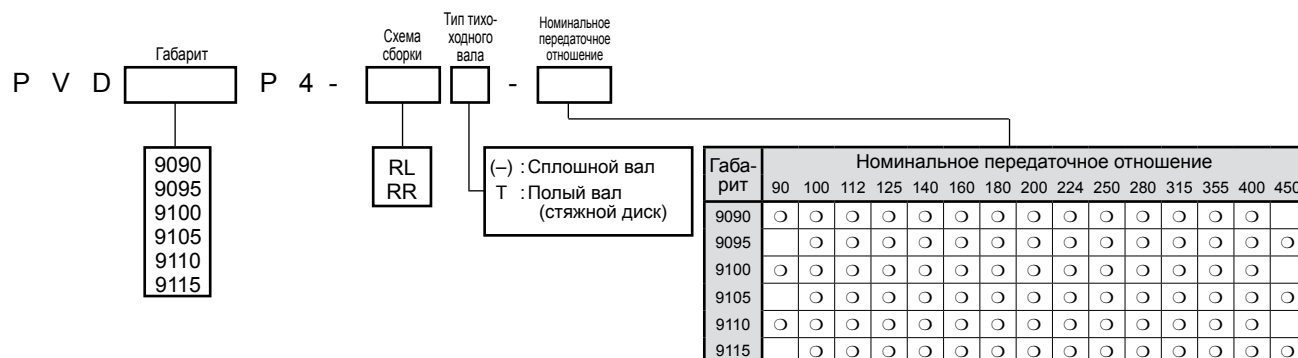 Габарит
Схема
сборки
Тип тихо-
ходного
вала
Номинальное
передаточное
отношение
P V D P 4 - -
9090
9095
9100
9105
9110
9115
RL
RR
(–) : Сплошной вал
T : Полый вал
(стяжной диск)
Габа-
рит
Номинальное передаточное отношение
90 100 112 125 140 160 180 200 224 250 280 315 355 400 450
9090 ❍ ❍ ❍ ❍ ❍ ❍ ❍ ❍ ❍ ❍ ❍ ❍ ❍ ❍
9095 ❍ ❍ ❍ ❍ ❍ ❍ ❍ ❍ ❍ ❍ ❍ ❍ ❍ ❍
9100 ❍ ❍ ❍ ❍ ❍ ❍ ❍ ❍ ❍ ❍ ❍ ❍ ❍ ❍
9105 ❍ ❍ ❍ ❍ ❍ ❍ ❍ ❍ ❍ ❍ ❍ ❍ ❍ ❍
9110 ❍ ❍ ❍ ❍ ❍ ❍ ❍ ❍ ❍ ❍ ❍ ❍ ❍ ❍
9115 ❍ ❍ ❍ ❍ ❍ ❍ ❍ ❍ ❍ ❍ ❍ ❍ ❍ ❍